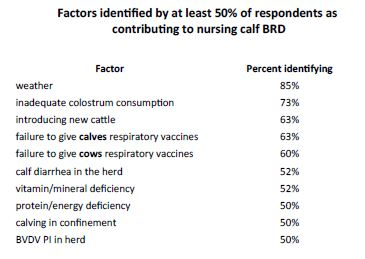 Factors identified by at least 50% of respondents as
contributing to nursing calf BRD
Factor Percent identifying
weather 85%
inadequate colostrum consumption 73%
introducing new cattle 63%
failure to give calves respiratory vaccines 63%
failure to give cows respiratory vaccines 60%
calf diarrhea in the herd 52%
vitamin/mineral deficiency 52%
protein/energy deficiency 50%
calving in confinement 50%
BVDV PI in herd 50%